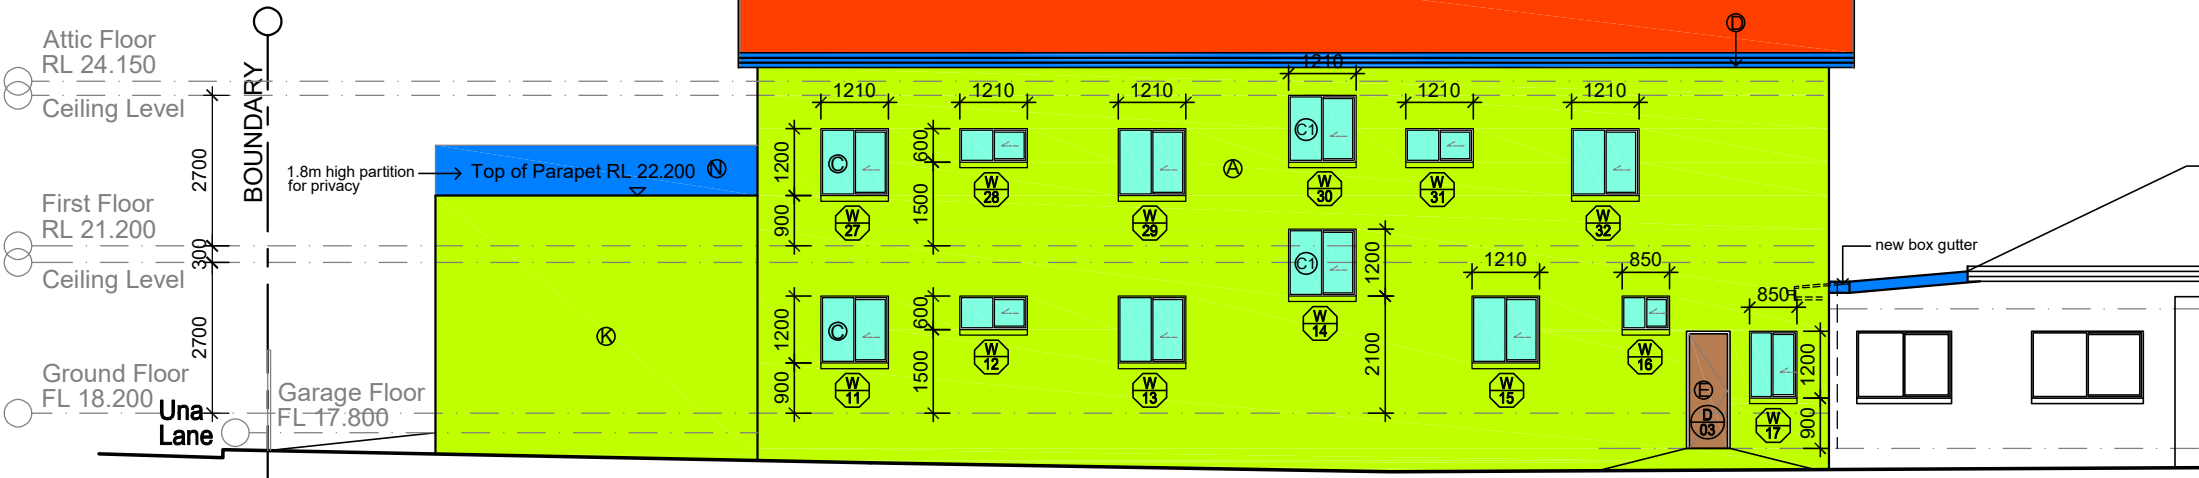 Attic Floor
RL 24.150
Ceiling Level
2700
First Floor
RL 21.200
300
Ceiling Level
2700
Ground Floor
FL 18.200
Una
Lane
BOUNDARY
Garage Floor
FL 17.800
1.8m high partition
for privacy
Top of Parapet RL 22.200
N
K
D
1210
1210
1210
1210
1210
1210
1200
900
600
1500
C
C1
A
W
27
W
28
W
29
W
30
W
31
W
32
1200
900
600
1500
C
C1
1200
2100
1210
850
850
1200
900
W
11
W
12
W
13
W
14
W
15
W
16
W
17
E
D
03
new box gutter